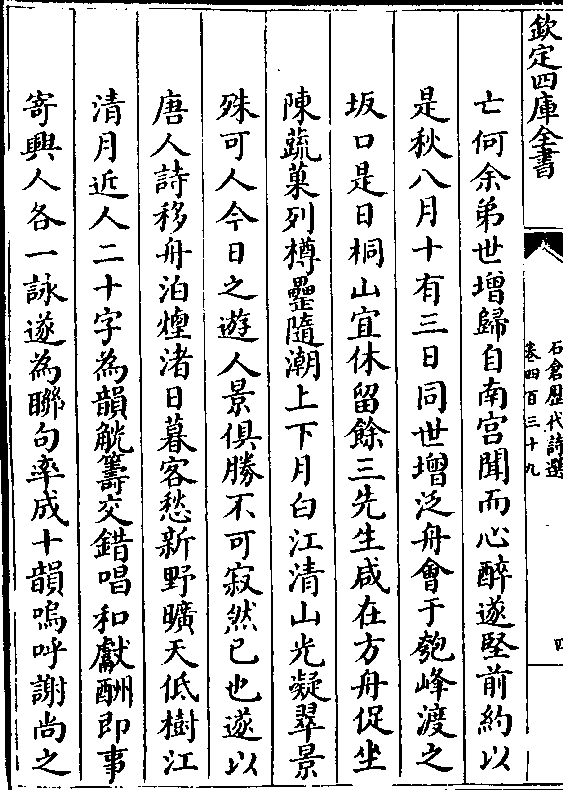 欽定四庫全書
石倉歷代詩選
卷四百三十九
四
亡何余弟世增歸自南宫聞而心醉遂堅前約以
是秋八月十有三日同世增泛舟會于匏峰渡之
坂口是日桐山宜休留餘三先生咸在方舟促坐
陳蔬菓列樽罍隨潮上下月白江清山光凝翠景
殊可人今日之遊人景俱勝不可寂然已也遂以
唐人詩移舟泊煙渚日暮客愁新野曠天低樹江
清月近人二十字為韻觥籌交錯唱和獻酬即事
寄興人各一詠遂為聯句率成十韻嗚呼謝尚之